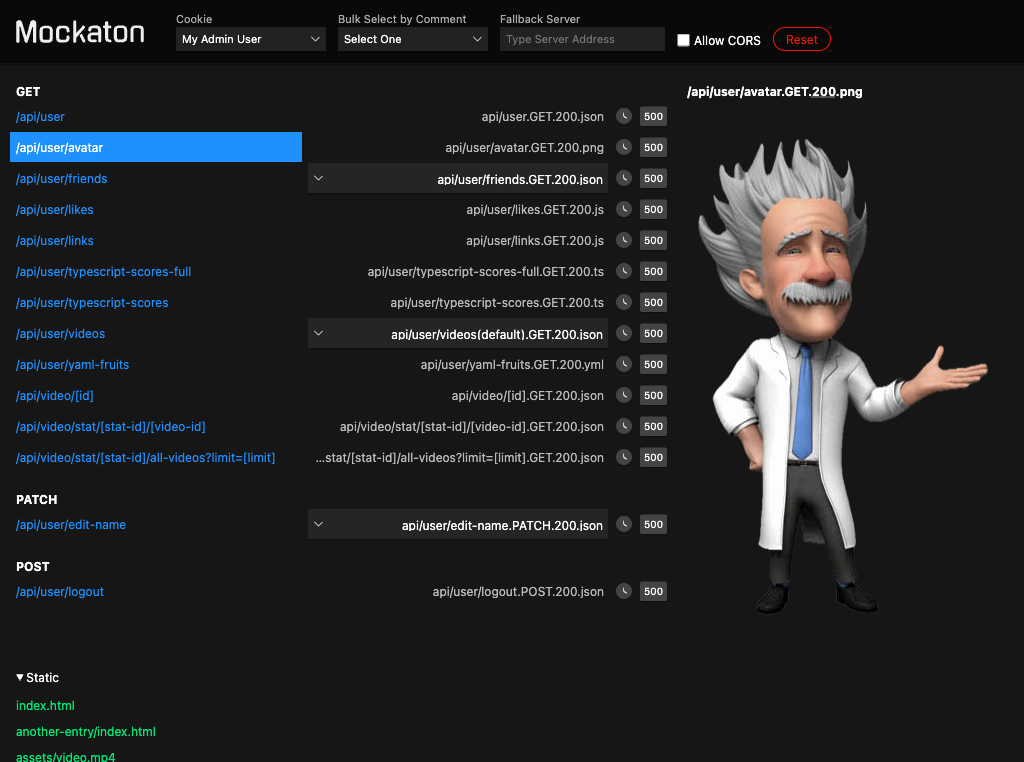 Mockaton
Cookie
My Admin User
Bulk Select by Comment
Select One
Fallback Server
Type Server Address
Allow CORS
Reset
GET
/api/user api/user.GET.200.json 500
/api/user/avatar api/user/avatar.GET.200.png 500
/api/user/friends api/user/friends.GET.200.json 500
/api/user/likes api/user/likes.GET.200.js 500
/api/user/links api/user/links.GET.200.js 500
/api/user/typescript-scores-full api/user/typescript-scores-full.GET.200.ts 500
/api/user/typescript-scores api/user/typescript-scores.GET.200.ts 500
/api/user/videos api/user/videos(default).GET.200.json 500
/api/user/yaml-fruits api/user/yaml-fruits.GET.200.yml 500
/api/video/[id] api/video/[id].GET.200.json 500
/api/video/stat/[stat-id]/[video-id] api/video/stat/[stat-id]/[video-id].GET.200.json 500
/api/video/stat/[stat-id]/all-videos?limit=[limit] ...stat/[stat-id]/all-videos?limit=[limit].GET.200.json 500
PATCH
/api/user/edit-name api/user/edit-name.PATCH.200.json 500
POST
/api/user/logout api/user/logout.POST.200.json 500
▼Static
index.html
another-entry/index.html
assets/video.mp4
/api/user/avatar.GET.200.png